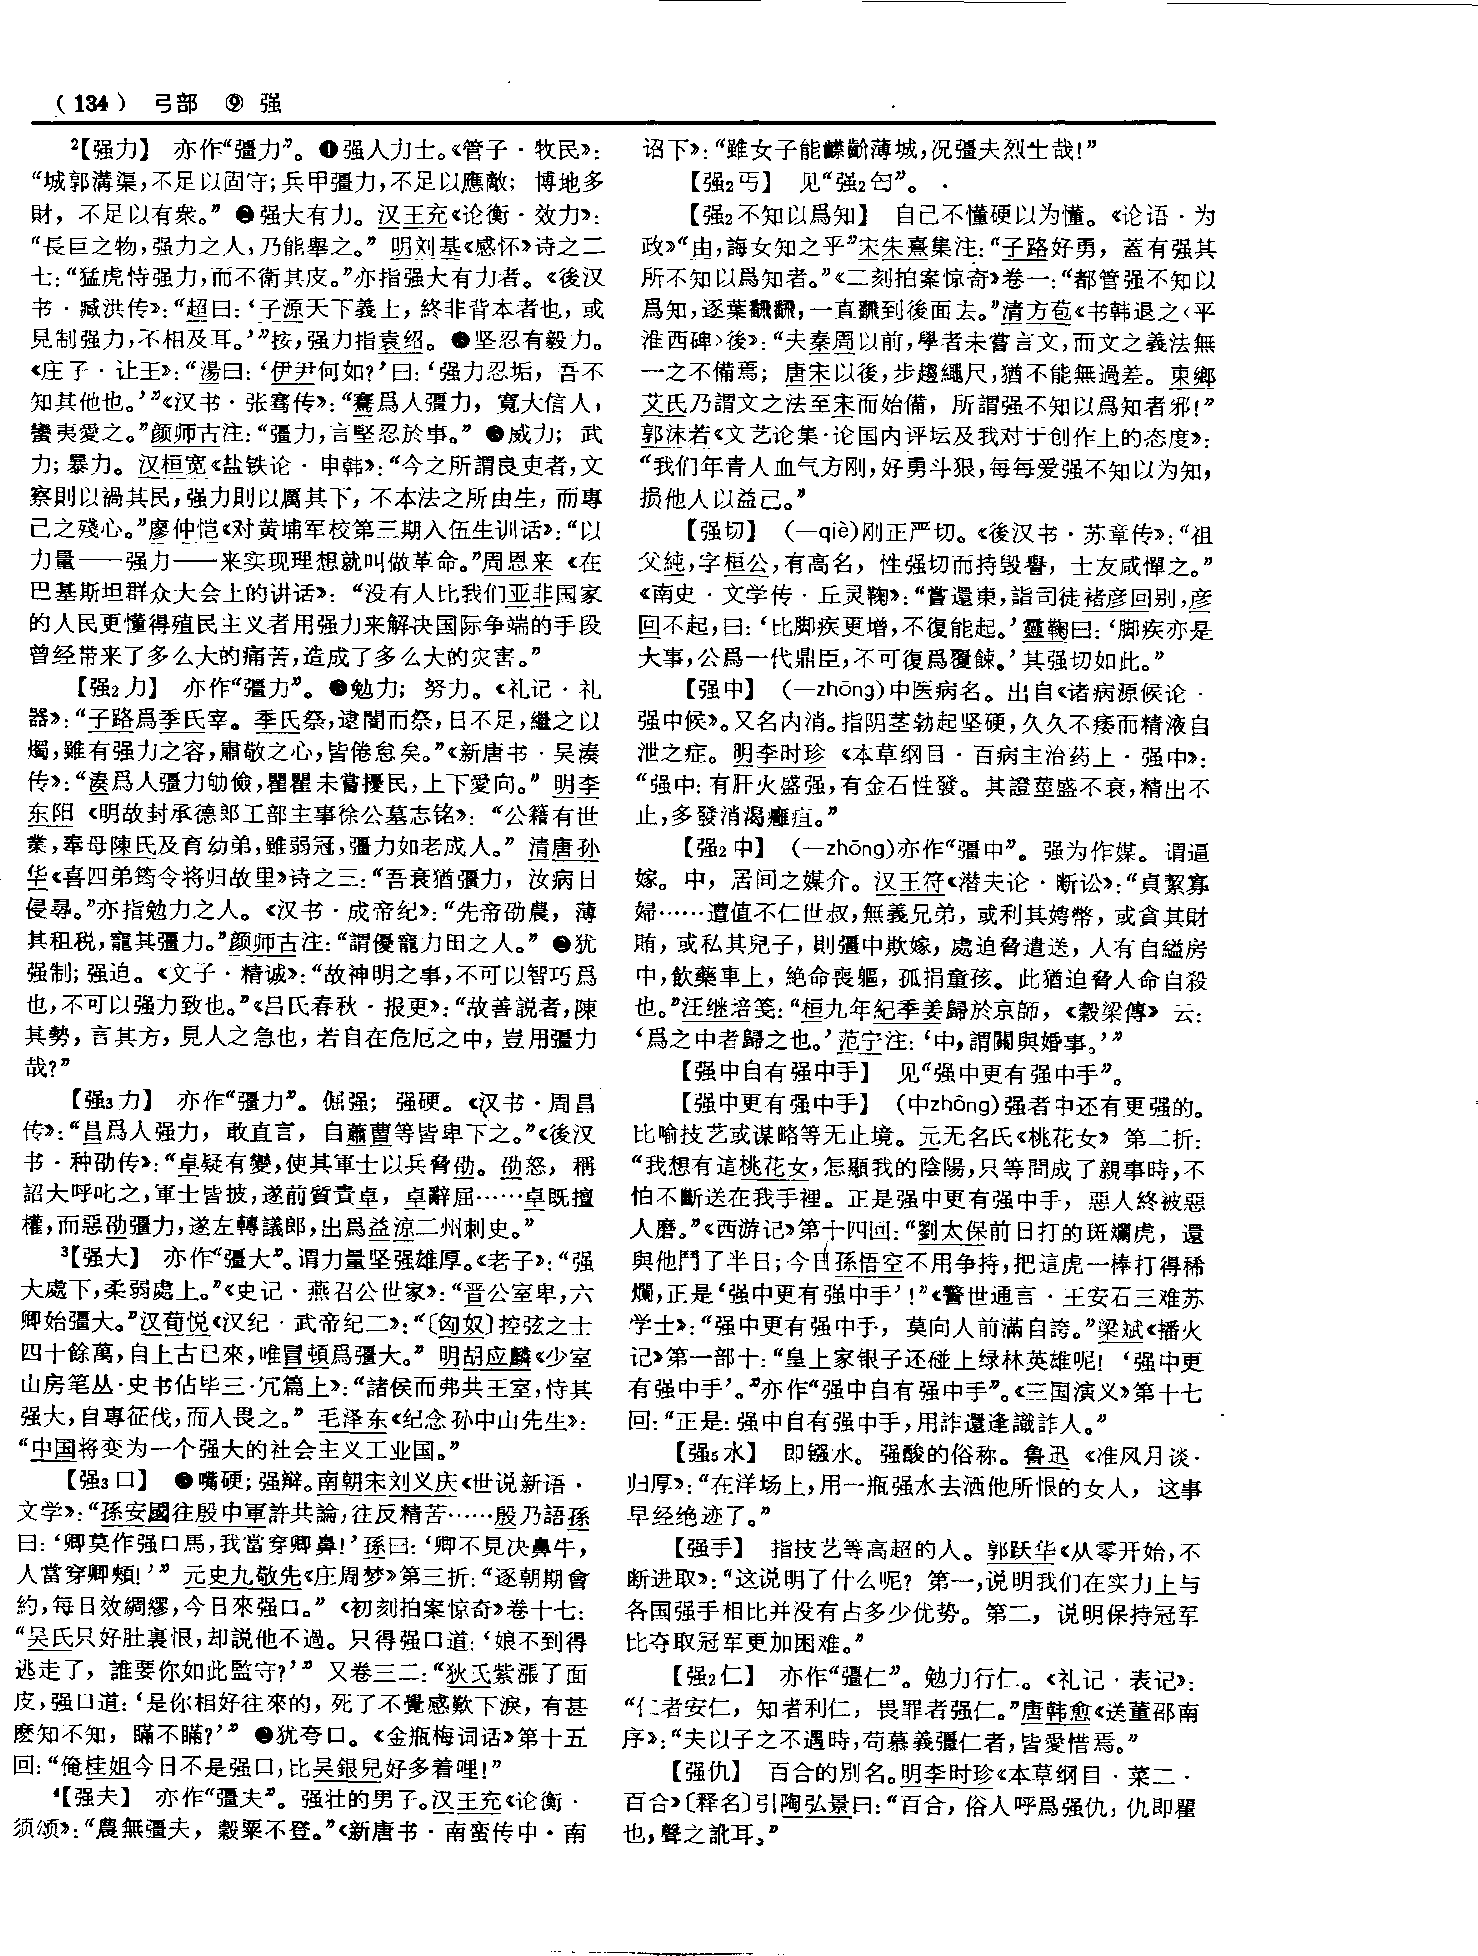 （134） 弓部 ⑨ 强
²【强力】 亦作“彊力”。❶强人力士。《管子·牧民》：
“城郭溝渠，不足以固守；兵甲彊力，不足以應敵； 博地多
財，不足以有衆。”❷强大有力。汉王充《论衡·效力》：
“長巨之物，强力之人，乃能舉之。”明刘基《感怀》诗之二
七：“猛虎恃强力，而不衛其皮。”亦指强大有力者。《後汉
书·臧洪传》：“超曰：‘子源天下義士，終非背本者也，或
見制强力，不相及耳。’”按，强力指袁绍。❸坚忍有毅力。
《庄子·让王》：“湯曰：‘伊尹何如？’曰：‘强力忍垢，吾不
知其他也。’”《汉书·张骞传》：“騫爲人彊力，寬大信人，
蠻夷愛之。”颜师古注：“彊力，言堅忍於事。”❹威力；武
力；暴力。汉桓宽《盐铁论·申韩》：“今之所謂良吏者，文
察則以禍其民，强力則以厲其下，不本法之所由生，而專
己之殘心。”廖仲恺《对黄埔军校第三期入伍生训话》：“以
力量——强力——来实现理想就叫做革命。”周恩来《在
巴基斯坦群众大会上的讲话》：“没有人比我们亚非国家
的人民更懂得殖民主义者用强力来解决国际争端的手段
曾经带来了多么大的痛苦，造成了多么大的灾害。”
【强₂力】 亦作“彊力”。❶勉力；努力。《礼记·礼
器》：“子路爲季氏宰。季氏祭，逮闇而祭，日不足，繼之以
燭，雖有强力之容，肅敬之心，皆倦怠矣。”《新唐书·吴湊
传》：“湊爲人彊力劬儉，瞿瞿未嘗擾民，上下愛向。”明李
东阳《明故封承德郎工部主事徐公墓志铭》：“公籍有世
業，奉母陳氏及育幼弟，雖弱冠，彊力如老成人。”清唐孙
华《喜四弟筠令将归故里》诗之三：“吾衰猶彊力，汝病日
侵尋。”亦指勉力之人。《汉书·成帝纪》：“先帝劭農，薄
其租税，寵其彊力。”颜师古注：“謂優寵力田之人。”❷犹
强制；强迫。《文子·精诚》：“故神明之事，不可以智巧爲
也，不可以强力致也。”《吕氏春秋·报更》：“故善説者，陳
其勢，言其方，見人之急也，若自在危厄之中，豈用彊力
哉？”
【强₃力】 亦作“彊力”。倔强；强硬。《汉书·周昌
传》：“昌爲人强力，敢直言，自蕭曹等皆卑下之。”《後汉
书·种劭传》：“卓疑有變，使其軍士以兵脅劭。劭怒，稱
詔大呼叱之，軍士皆披，遂前質責卓，卓辭屈……卓既擅
權，而惡劭彊力，遂左轉議郎，出爲益涼二州刺史。”
³【强大】 亦作“彊大”。谓力量坚强雄厚。《老子》：“强
大處下，柔弱處上。”《史记·燕召公世家》：“晋公室卑，六
卿始彊大。”汉荀悦《汉纪·武帝纪二》：“〔匈奴〕控弦之士
四十餘萬，自上古已來，唯冒頓爲彊大。”明胡应麟《少室
山房笔丛·史书佔毕三·冗篇上》：“諸侯而弗共王室，恃其
强大，自專征伐，而人畏之。”毛泽东《纪念孙中山先生》：
“中国将变为一个强大的社会主义工业国。”
【强₃口】 ❶嘴硬；强辩。南朝宋刘义庆《世说新语·
文学》：“孫安國往殷中軍許共論，往反精苦……殷乃語孫
曰：‘卿莫作强口馬，我當穿卿鼻！’孫曰：‘卿不見决鼻牛，
人當穿卿頰！’”元史九敬先《庄周梦》第三折：“逐朝期會
約，每日效綢繆，今日來强口。”《初刻拍案惊奇》卷十七：
“吴氏只好肚裏恨，却説他不過。只得强口道：‘娘不到得
逃走了，誰要你如此監守？’”又卷三二：“狄氏紫漲了面
皮，强口道：‘是你相好往來的，死了不覺感歎下淚，有甚
麽知不知，瞞不瞞？’”❷犹夸口。《金瓶梅词话》第十五
回：“俺桂姐今日不是强口，比吴銀兒好多着哩！”
⁴【强夫】 亦作“彊夫”。强壮的男子。汉王充《论衡·
须颂》：“農無彊夫，穀粟不登。”《新唐书·南蛮传中·南
诏下》：“雖女子能齱齵薄城，况彊夫烈士哉！”
【强₂丐】 见“强₂匄”。
【强₂不知以爲知】 自己不懂硬以为懂。《论语·为
政》“由，誨女知之乎”宋朱熹集注：“子路好勇，蓋有强其
所不知以爲知者。”《二刻拍案惊奇》卷一：“都管强不知以
爲知，逐葉翻翻，一直翻到後面去。”清方苞《书韩退之〈平
淮西碑〉後》：“夫秦周以前，學者未嘗言文，而文之義法無
一之不備焉；唐宋以後，步趨繩尺，猶不能無過差。東鄉
艾氏乃謂文之法至宋而始備，所謂强不知以爲知者邪！”
郭沫若《文艺论集·论国内评坛及我对于创作上的态度》：
“我们年青人血气方刚，好勇斗狠，每每爱强不知以为知，
损他人以益己。”
【强切】 （—qiè）刚正严切。《後汉书·苏章传》：“祖
父純，字桓公，有高名，性强切而持毁譽，士友咸憚之。”
《南史·文学传·丘灵鞠》：“嘗還東，詣司徒褚彦回别，彦
回不起，曰：‘比脚疾更增，不復能起。’靈鞠曰：‘脚疾亦是
大事，公爲一代鼎臣，不可復爲覆餗。’其强切如此。”
【强中】 （—zhōng）中医病名。出自《诸病源候论·
强中候》。又名内消。指阴茎勃起坚硬，久久不痿而精液自
泄之症。明李时珍《本草纲目·百病主治药上·强中》：
“强中：有肝火盛强，有金石性發。其證莖盛不衰，精出不
止，多發消渴癰疽。”
【强₂中】 （—zhōng）亦作“彊中”。强为作媒。谓逼
嫁。中，居间之媒介。汉王符《潜夫论·断讼》：“貞絜寡
婦……遭值不仁世叔，無義兄弟，或利其娉幣，或貪其財
賄，或私其兒子，則彊中欺嫁，處迫脅遣送，人有自縊房
中，飲藥車上，絶命喪軀，孤捐童孩。此猶迫脅人命自殺
也。”汪继培笺：“桓九年紀季姜歸於京師，《穀梁傳》云：
‘爲之中者歸之也。’范宁注：‘中，謂關與婚事。’”
【强中自有强中手】 见“强中更有强中手”。
【强中更有强中手】 （中zhōng）强者中还有更强的。
比喻技艺或谋略等无止境。元无名氏《桃花女》第二折：
“我想有這桃花女，怎顯我的陰陽，只等閒成了親事時，不
怕不斷送在我手裡。正是强中更有强中手，惡人終被惡
人磨。”《西游记》第十四回：“劉太保前日打的斑斕虎，還
與他鬥了半日；今日孫悟空不用争持，把這虎一棒打得稀
爛，正是‘强中更有强中手’！”《警世通言·王安石三难苏
学士》：“强中更有强中手，莫向人前滿自誇。”梁斌《播火
记》第一部十：“皇上家银子还碰上绿林英雄呢！‘强中更
有强中手’。”亦作“强中自有强中手”。《三国演义》第十七
回：“正是：强中自有强中手，用詐還逢識詐人。”
【强₅水】 即镪水。强酸的俗称。鲁迅《准风月谈·
归厚》：“在洋场上，用一瓶强水去洒他所恨的女人，这事
早经绝迹了。”
【强手】 指技艺等高超的人。郭跃华《从零开始，不
断进取》：“这说明了什么呢？第一，说明我们在实力上与
各国强手相比并没有占多少优势。第二，说明保持冠军
比夺取冠军更加困难。”
【强₂仁】 亦作“彊仁”。勉力行仁。《礼记·表记》：
“仁者安仁，知者利仁，畏罪者强仁。”唐韩愈《送董邵南
序》：“夫以子之不遇時，苟慕義彊仁者，皆愛惜焉。”
【强仇】 百合的别名。明李时珍《本草纲目·菜二·
百合》〔释名〕引陶弘景曰：“百合，俗人呼爲强仇，仇即瞿
也，聲之訛耳。”